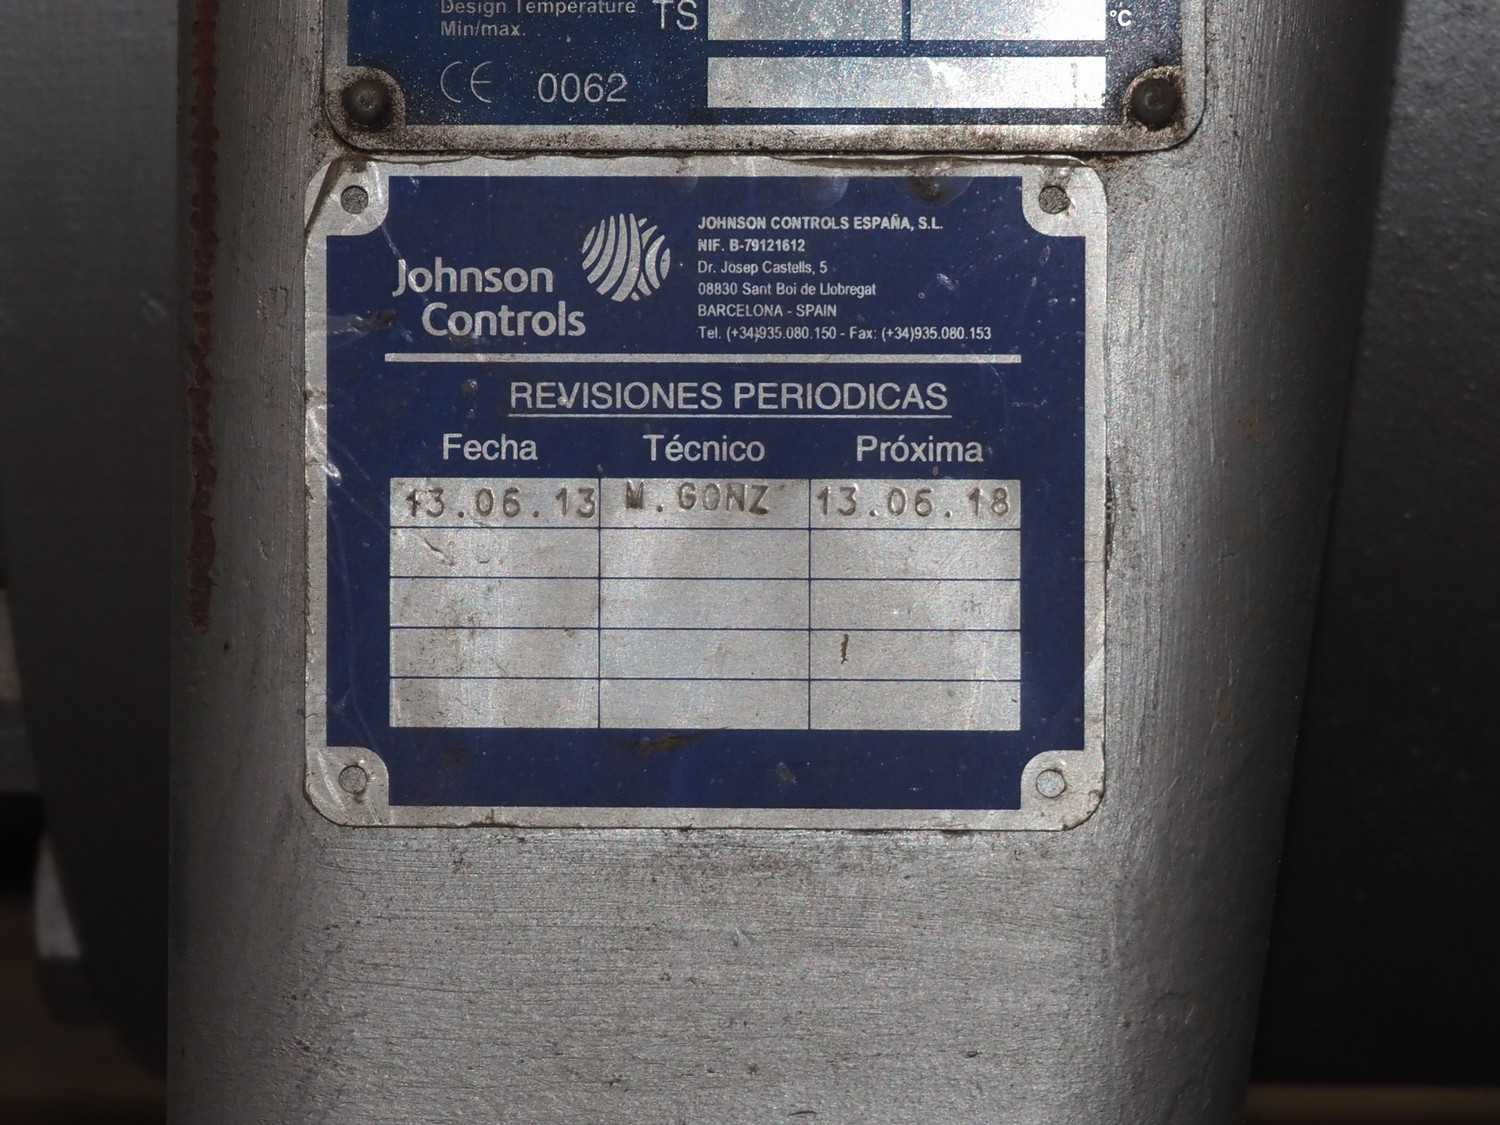 Design Temperature TS °C
Min/max.
CE 0062
Johnson
Controls
JOHNSON CONTROLS ESPAÑA, S.L.
NIF. B-79121612
Dr. Josep Castells, 5
08830 Sant Boi de Llobregat
BARCELONA - SPAIN
Tel. (+34)935.080.150 - Fax: (+34)935.080.153
REVISIONES PERIODICAS
Fecha Técnico Próxima
13.06.13 M.GONZ 13.06.18